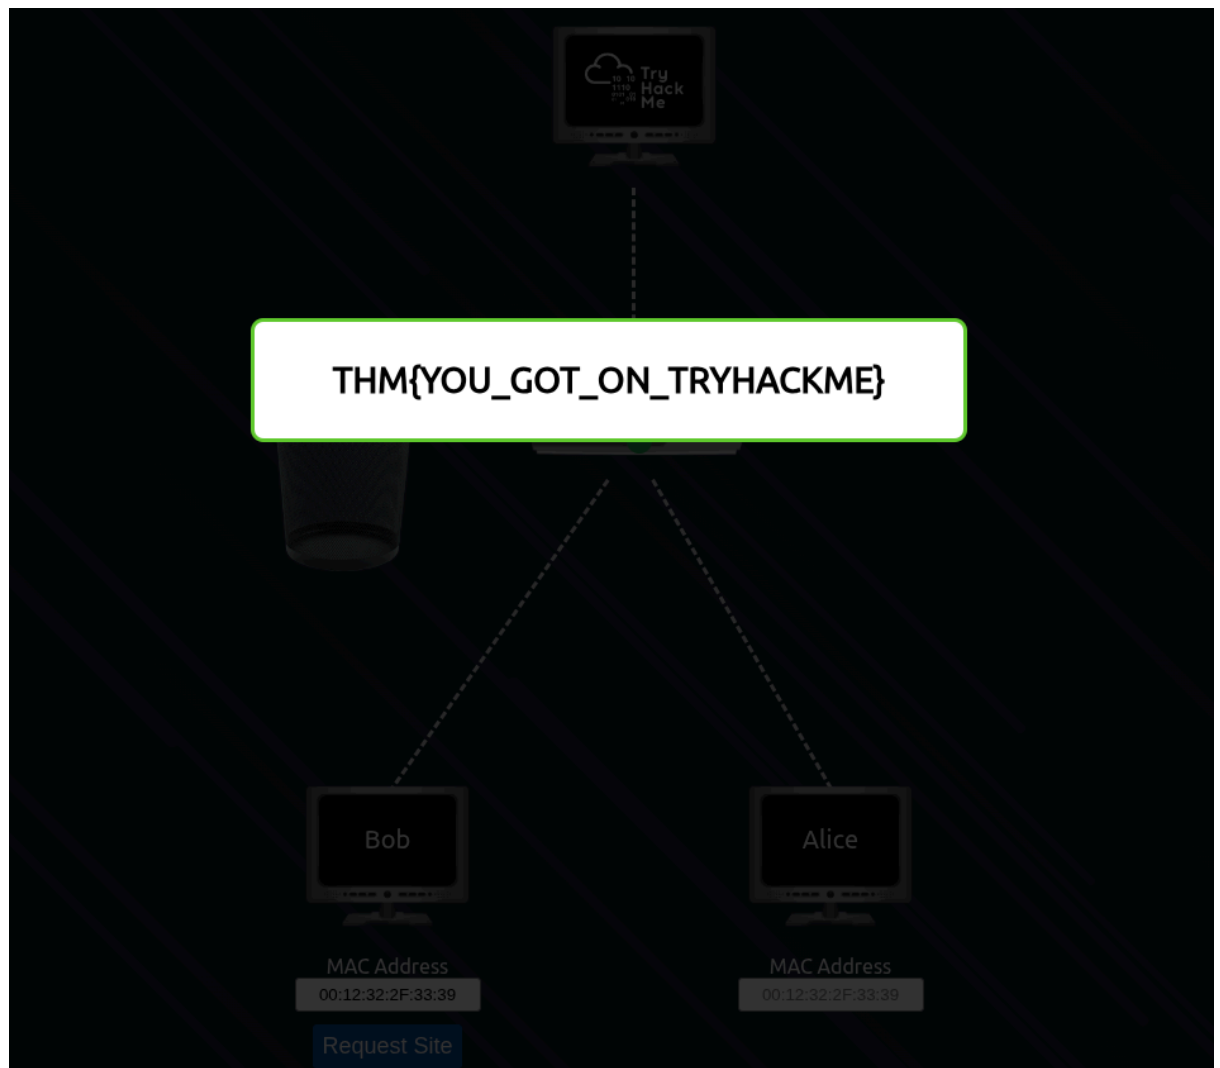 Try
Hack
Me
THM{YOU_GOT_ON_TRYHACKME}
Bob
Alice
MAC Address
MAC Address
00:12:32:2F:33:39
00:12:32:2F:33:39
Request Site